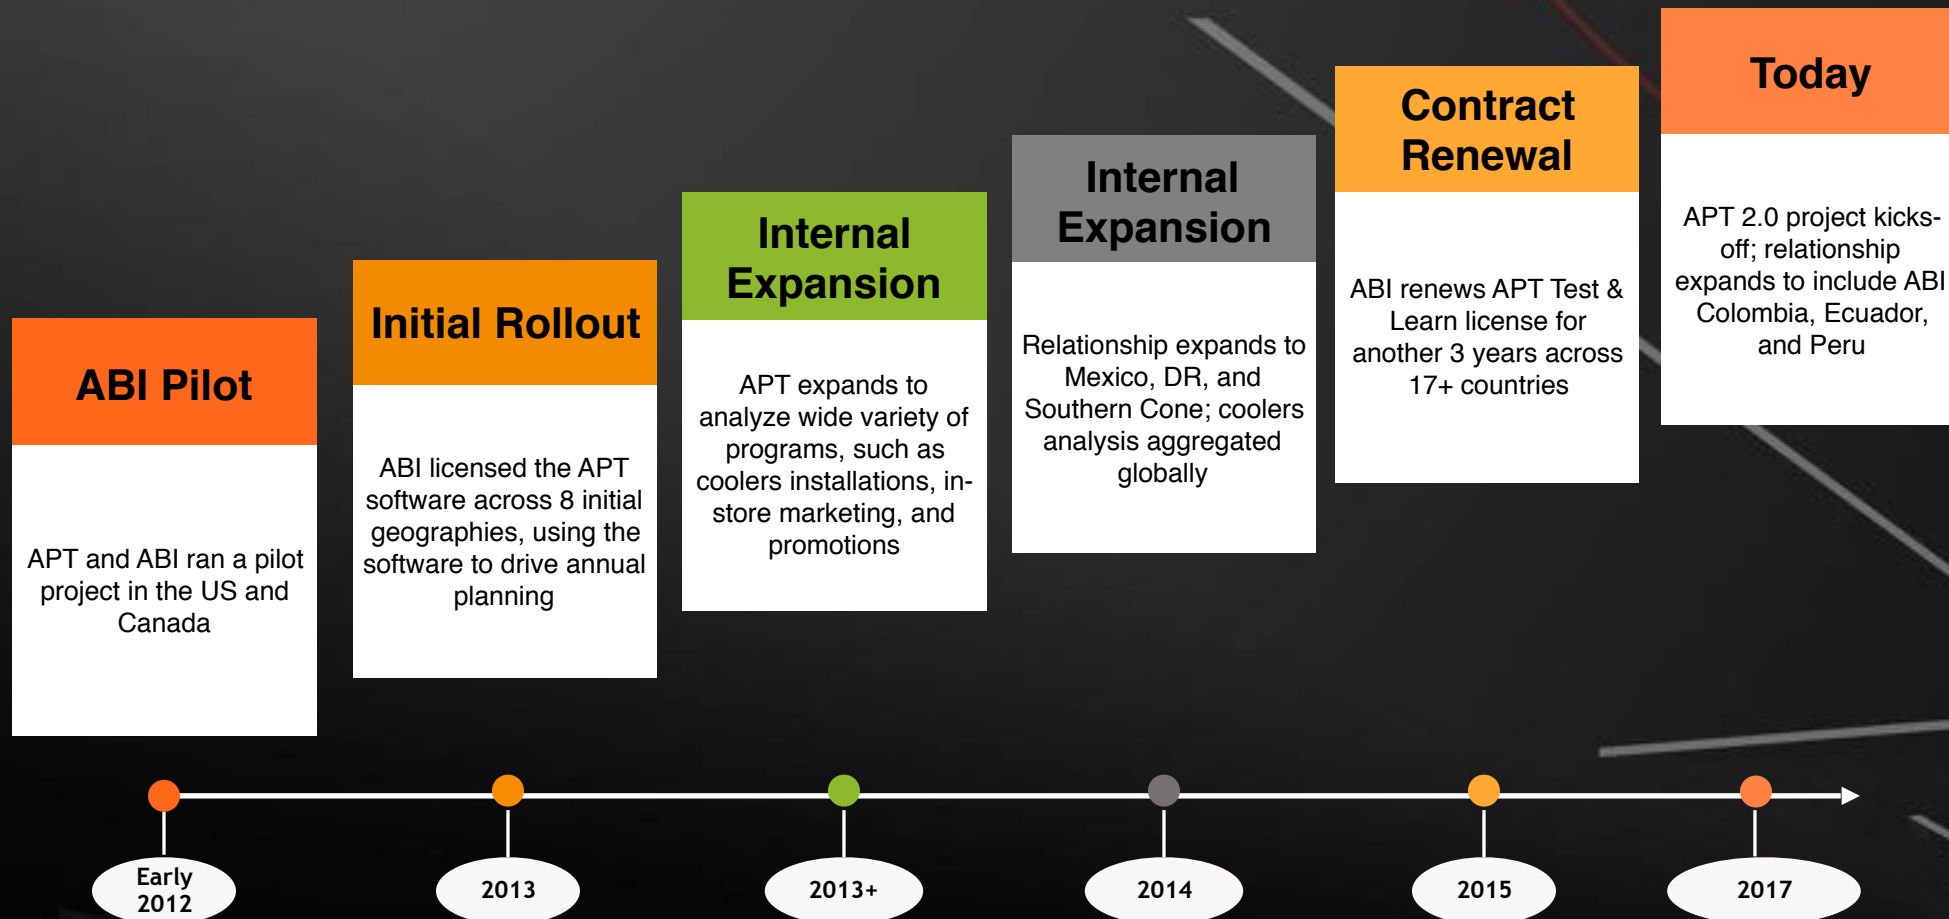 ABI Pilot
APT and ABI ran a pilot
project in the US and
Canada
Initial Rollout
ABI licensed the APT
software across 8 initial
geographies, using the
software to drive annual
planning
Internal
Expansion
APT expands to
analyze wide variety of
programs, such as
coolers installations, in-
store marketing, and
promotions
Internal
Expansion
Relationship expands to
Mexico, DR, and
Southern Cone; coolers
analysis aggregated
globally
Contract
Renewal
ABI renews APT Test &
Learn license for
another 3 years across
17+ countries
Today
APT 2.0 project kicks-
off; relationship
expands to include ABI
Colombia, Ecuador,
and Peru
Early
2012
2013
2013+
2014
2015
2017